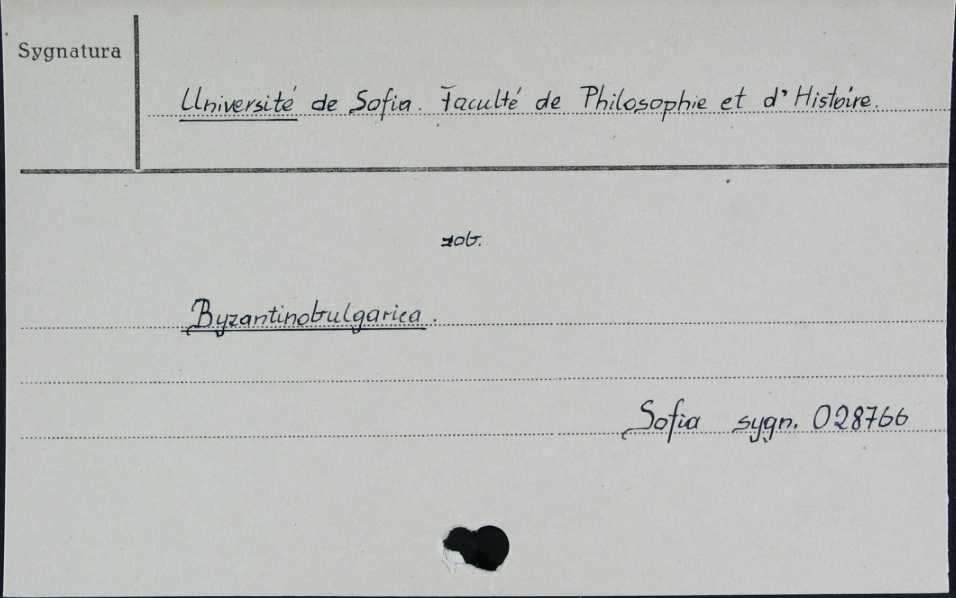 Sygnatura
Université de Sofia. Faculté de Philosophie et d'Histoire.
zob.
Byzantinobulgarica.
Sofia sygn. 028766